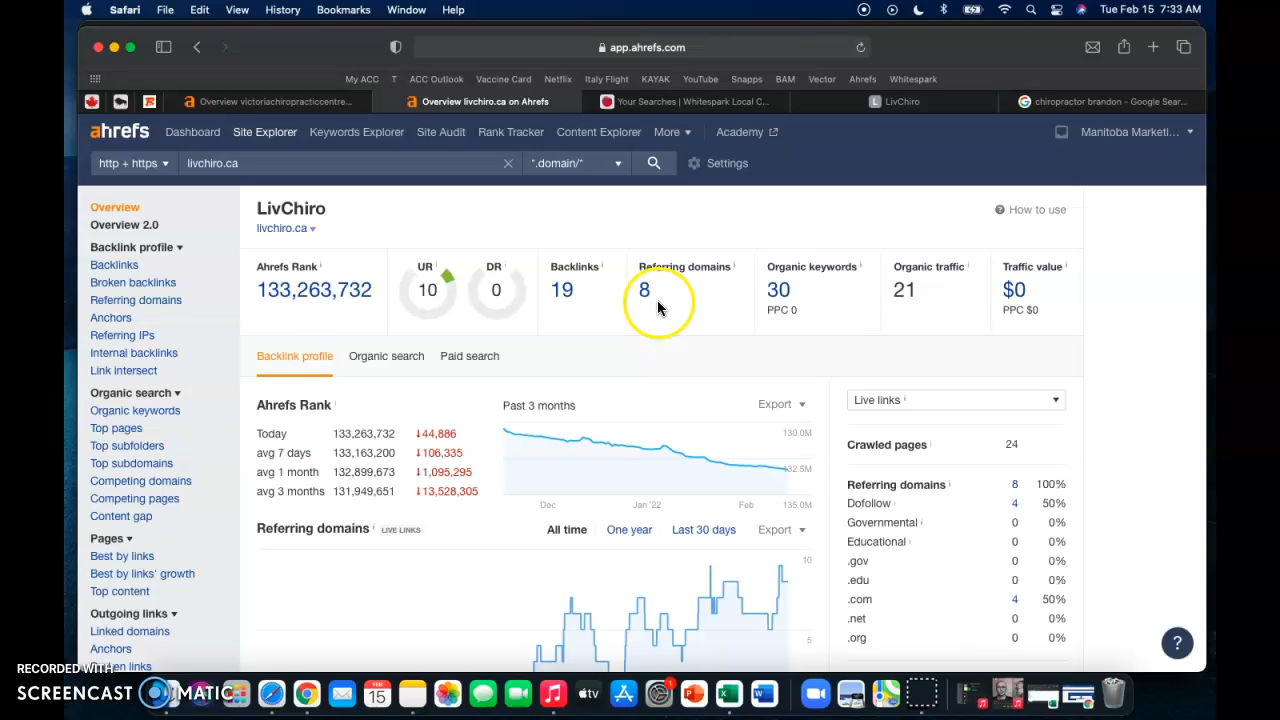 Safari File Edit View History Bookmarks Window Help Tue Feb 15 7:33 AM
app.ahrefs.com
My ACC T ACC Outlook Vaccine Card Netflix Italy Flight KAYAK YouTube Snapps BAM Vector Ahrefs Whitespark
Overview victoriachiropracticcentre... Overview livchiro.ca on Ahrefs Your Searches | Whitespark Local C... LivChiro chiropractor brandon - Google Sear...
ahrefs Dashboard Site Explorer Keywords Explorer Site Audit Rank Tracker Content Explorer More Academy Manitoba Marketi...
http + https livchiro.ca *.domain/* Settings
Overview
Overview 2.0
Backlink profile
Backlinks
Broken backlinks
Referring domains
Anchors
Referring IPs
Internal backlinks
Link intersect
Organic search
Organic keywords
Top pages
Top subfolders
Top subdomains
Competing domains
Competing pages
Content gap
Pages
Best by links
Best by links' growth
Top content
Outgoing links
Linked domains
Anchors
LivChiro
livchiro.ca
How to use
Ahrefs Rank UR DR Backlinks Referring domains Organic keywords Organic traffic Traffic value
133,263,732 10 0 19 8 30 21 $0
PPC 0 PPC $0
Backlink profile Organic search Paid search
Ahrefs Rank Past 3 months Export
Today 133,263,732 ↓44,886
avg 7 days 133,163,200 ↓106,335
avg 1 month 132,899,673 ↓1,095,295
avg 3 months 131,949,651 ↓13,528,305
130.0M
132.5M
Dec Jan '22 Feb 135.0M
Referring domains LIVE LINKS All time One year Last 30 days Export
10
5
Live links
Crawled pages 24
Referring domains 8 100%
Dofollow 4 50%
Governmental 0 0%
Educational 0 0%
.gov 0 0%
.edu 0 0%
.com 4 50%
.net 0 0%
.org 0 0%
?
RECORDED WITH
SCREENCAST MATIC
FEB
15
tv
1